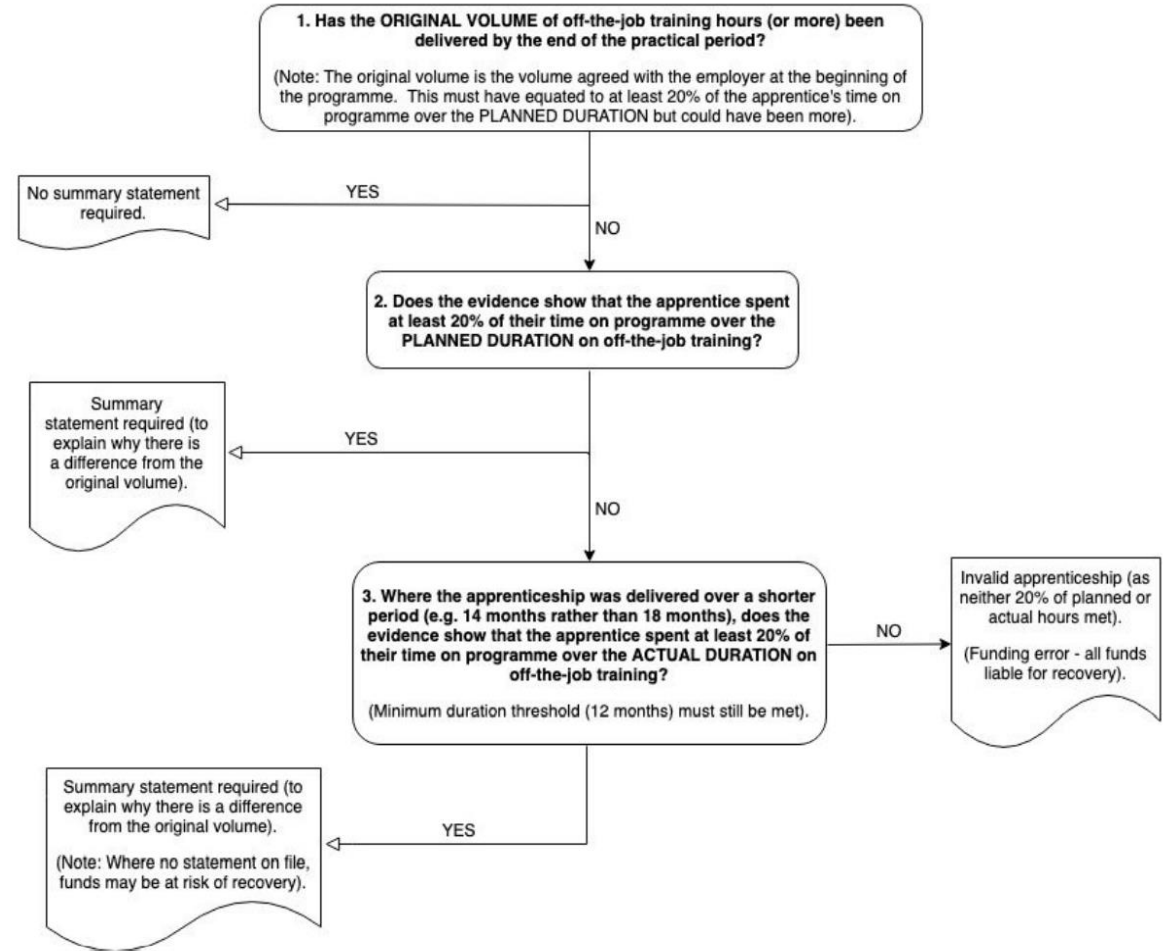 1. Has the ORIGINAL VOLUME of off-the-job training hours (or more) been
delivered by the end of the practical period?
(Note: The original volume is the volume agreed with the employer at the beginning of
the programme.  This must have equated to at least 20% of the apprentice's time on
programme over the PLANNED DURATION but could have been more).
YES
No summary statement
required.
NO
2. Does the evidence show that the apprentice spent
at least 20% of their time on programme over the
PLANNED DURATION on off-the-job training?
YES
Summary
statement required (to
explain why there is
a difference from the
original volume).
NO
3. Where the apprenticeship was delivered over a shorter
period (e.g. 14 months rather than 18 months), does the
evidence show that the apprentice spent at least 20% of
their time on programme over the ACTUAL DURATION on
off-the-job training?
(Minimum duration threshold (12 months) must still be met).
NO
Invalid apprenticeship (as
neither 20% of planned or
actual hours met).
(Funding error - all funds
liable for recovery).
YES
Summary statement required (to
explain why there is a difference
from the original volume).
(Note: Where no statement on file,
funds may be at risk of recovery).